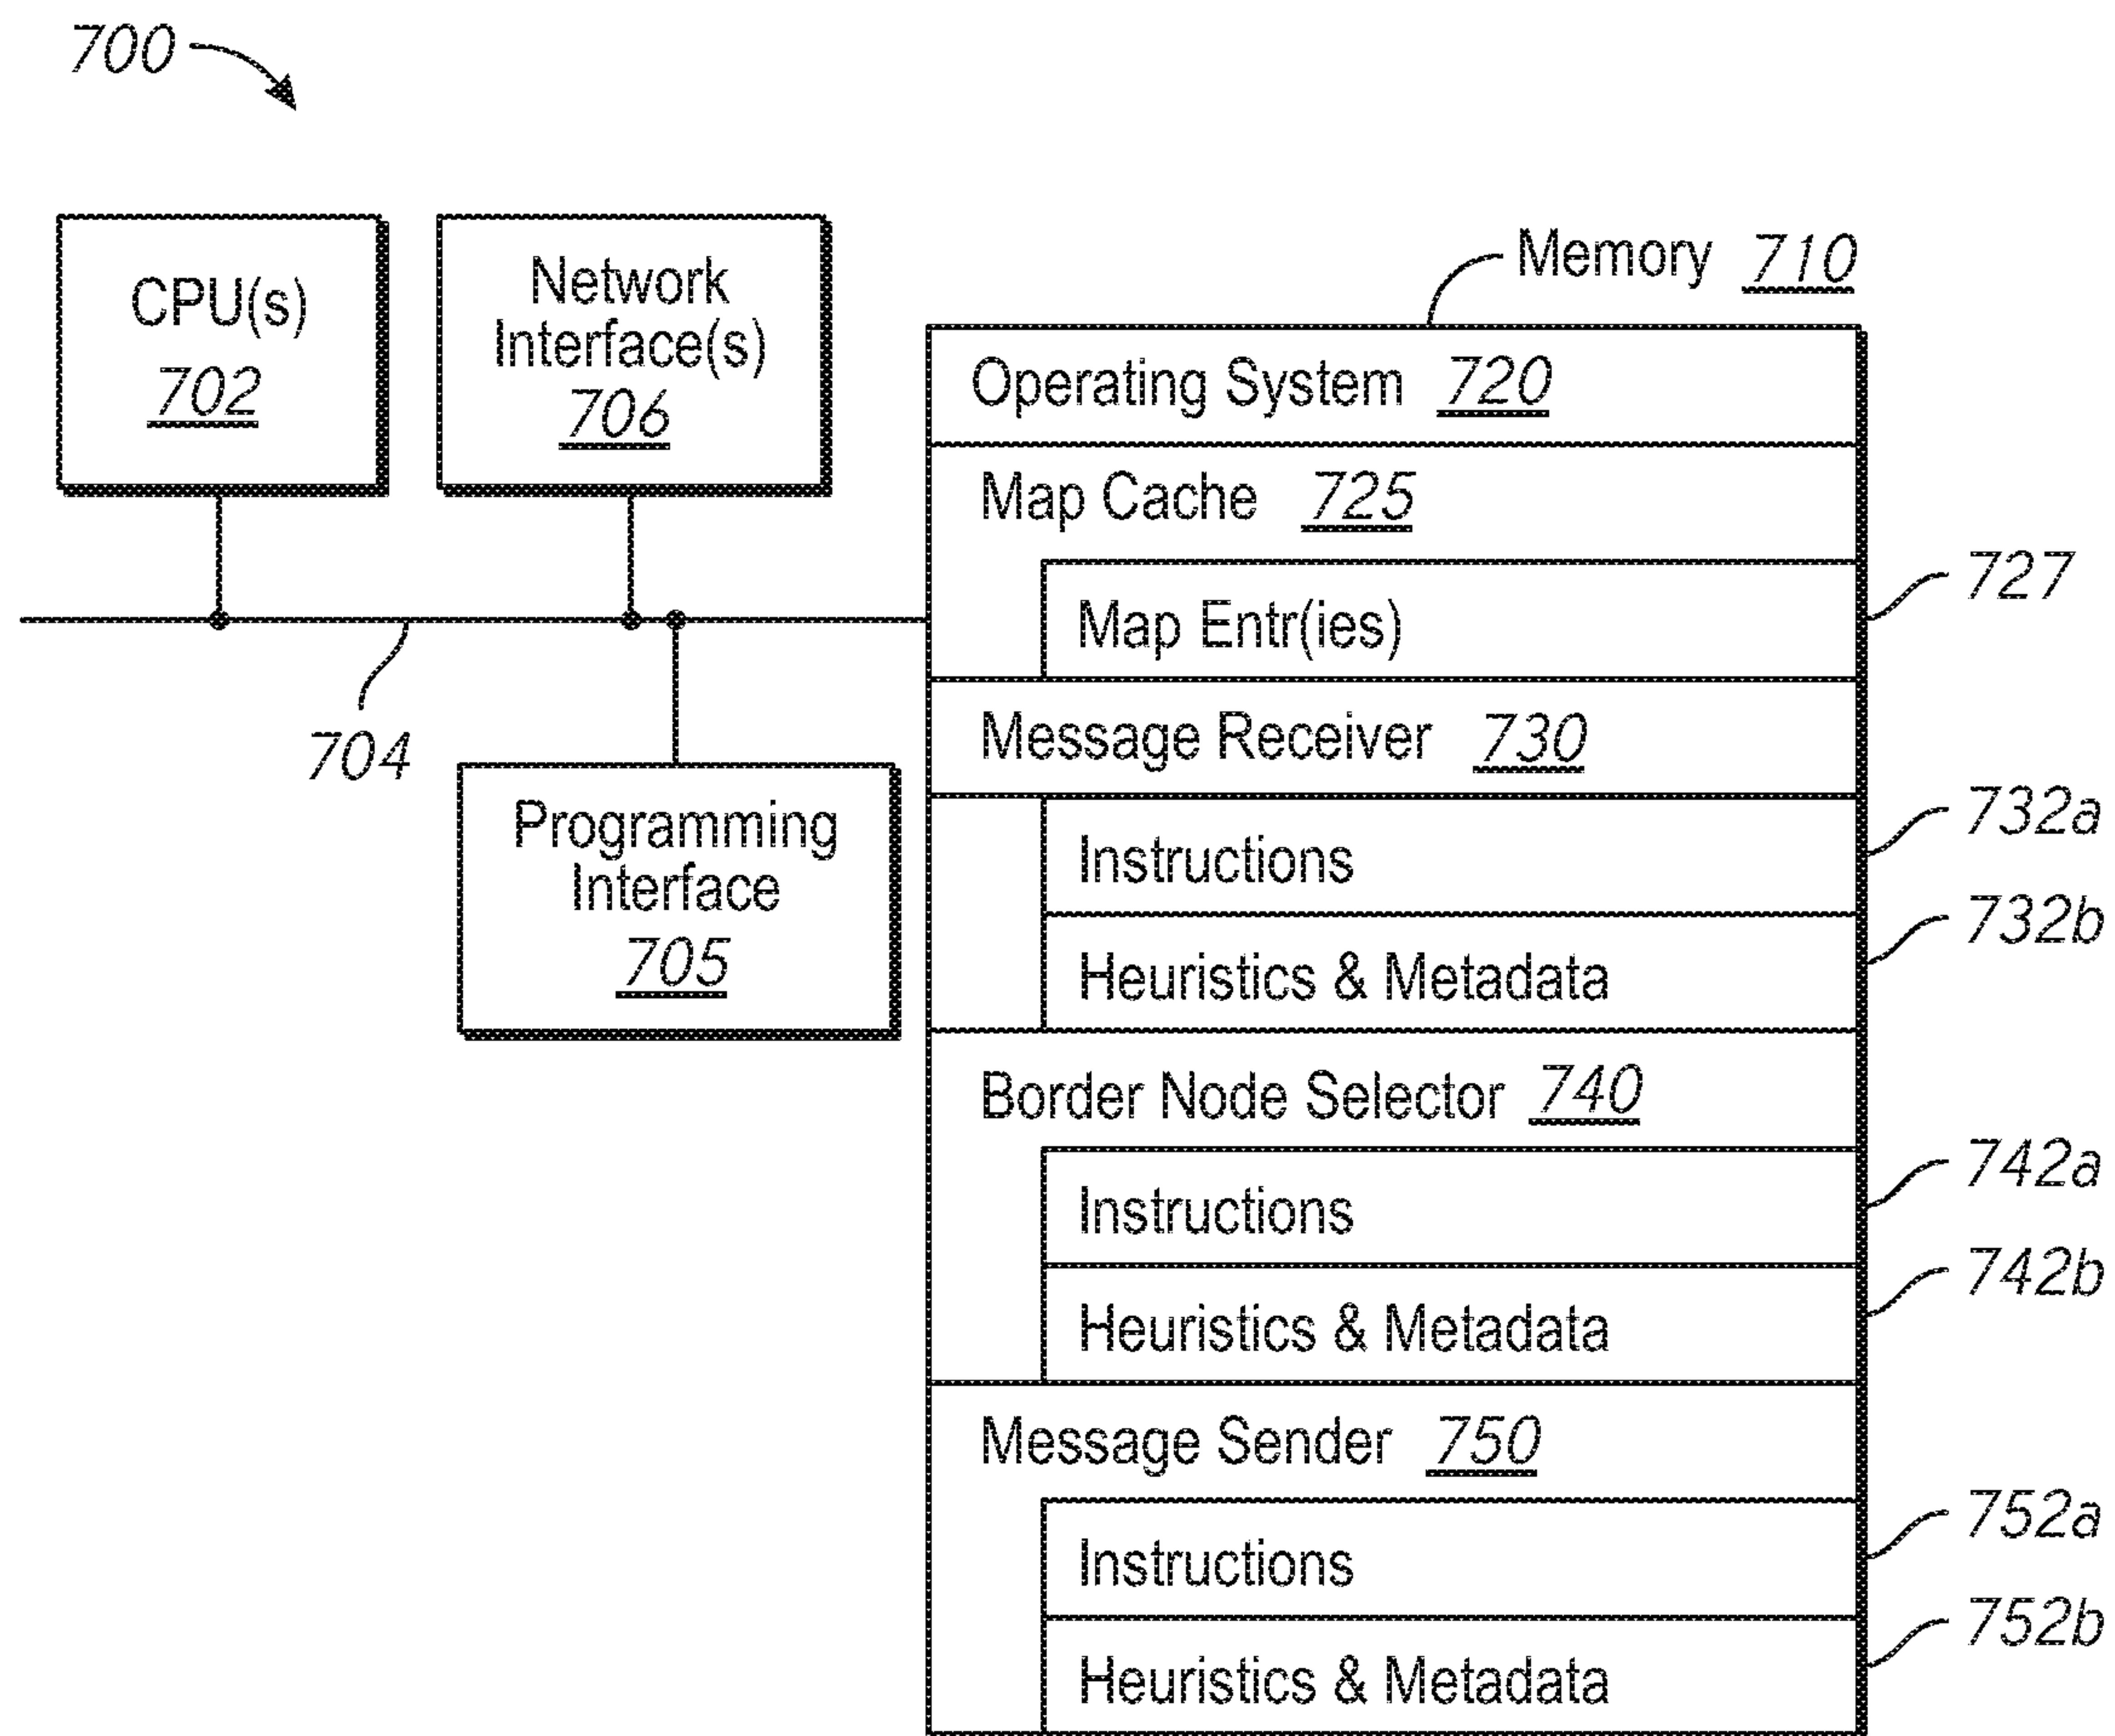 700
CPU(s)
702
Network
Interface(s)
706
Memory 710
Operating System 720
Map Cache 725
727
Map Entr(ies)
704
Message Receiver 730
Programming
Interface
705
732a
Instructions
732b
Heuristics & Metadata
Border Node Selector 740
742a
Instructions
742b
Heuristics & Metadata
Message Sender 750
752a
Instructions
752b
Heuristics & Metadata